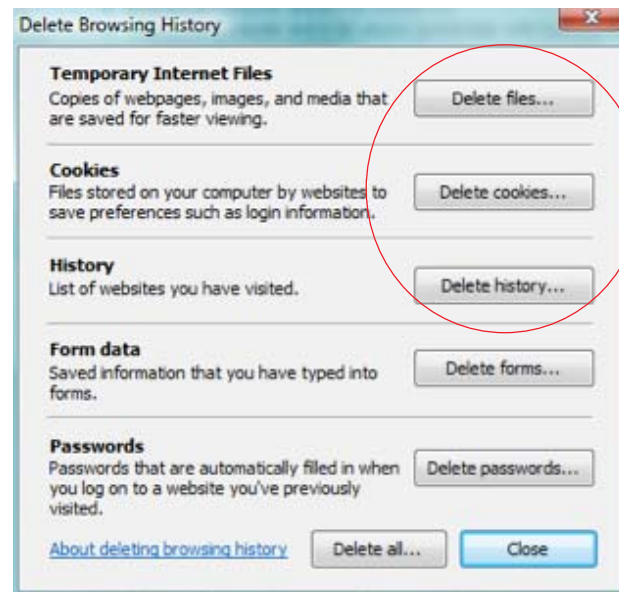 Delete Browsing History
Temporary Internet Files
Copies of webpages, images, and media that
are saved for faster viewing.
Delete files...
Cookies
Files stored on your computer by websites to
save preferences such as login information.
Delete cookies...
History
List of websites you have visited.
Delete history...
Form data
Saved information that you have typed into
forms.
Delete forms...
Passwords
Passwords that are automatically filled in when
you log on to a website you've previously
visited.
Delete passwords...
About deleting browsing history
Delete all...
Close